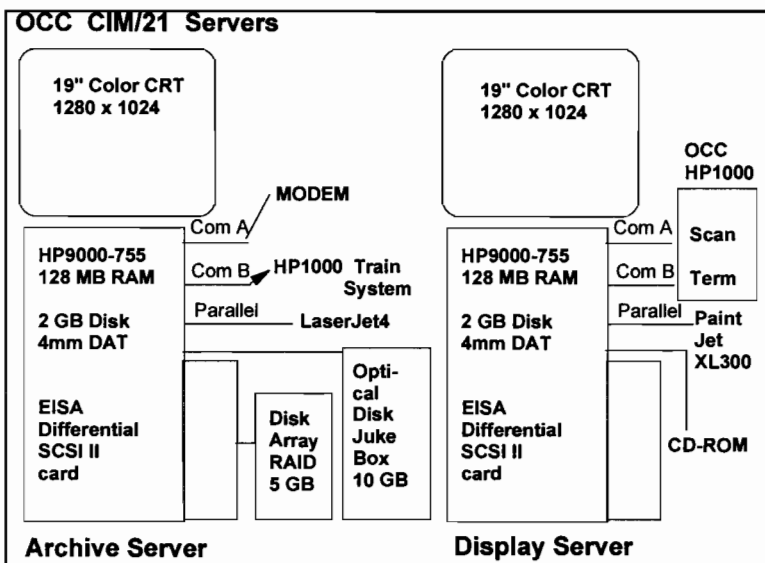 OCC CIM/21 Servers
19" Color CRT
1280 x 1024
MODEM
Com A
HP9000-755
128 MB RAM
Com B
HP1000 Train
System
Parallel
LaserJet4
2 GB Disk
4mm DAT
EISA
Differential
SCSI II
card
Disk
Array
RAID
5 GB
Opti-
cal
Disk
Juke
Box
10 GB
Archive Server
19" Color CRT
1280 x 1024
OCC
HP1000
Com A
Scan
HP9000-755
128 MB RAM
Com B
Term
Parallel
Paint
Jet
XL300
2 GB Disk
4mm DAT
EISA
Differential
SCSI II
card
CD-ROM
Display Server